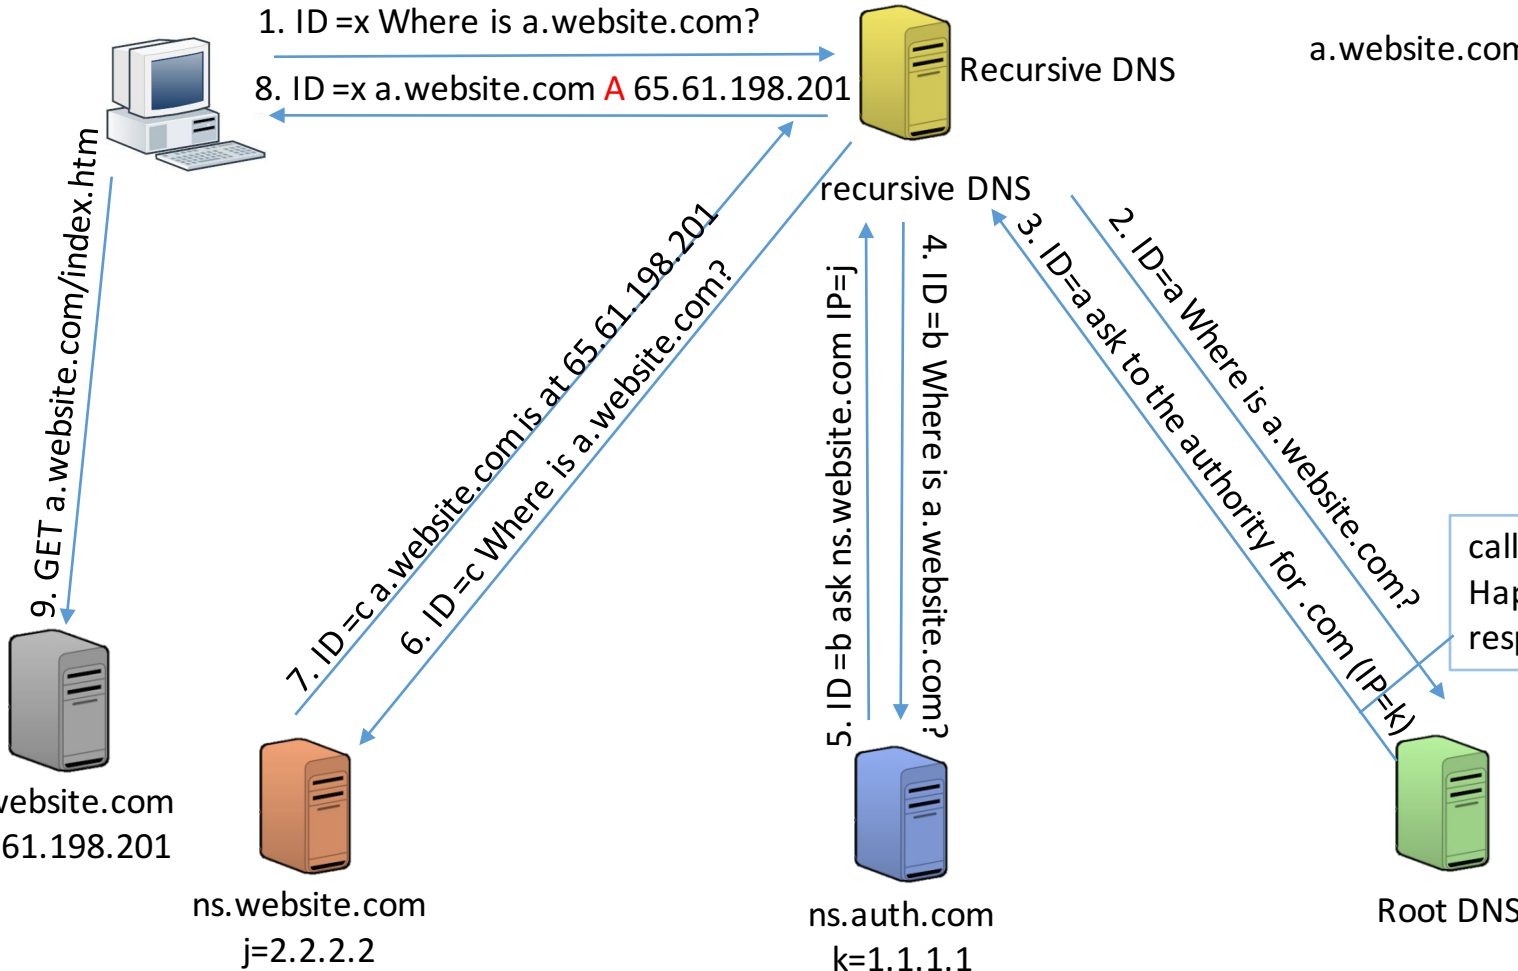 1. ID=x Where is a.website.com?
a.website.com
Recursive DNS
8. ID=x a.website.com A 65.61.198.201
recursive DNS
2. ID=a Where is a.website.com?
3. ID=a ask to the authority for .com (IP=k)
4. ID=b Where is a.website.com?
5. ID=b ask ns.website.com IP=j
6. ID=c Where is a.website.com?
7. ID=c a.website.com is at 65.61.198.201
9. GET a.website.com/index.htm
call
website.com
61.198.201
ns.website.com
j=2.2.2.2
ns.auth.com
k=1.1.1.1
Root DNS